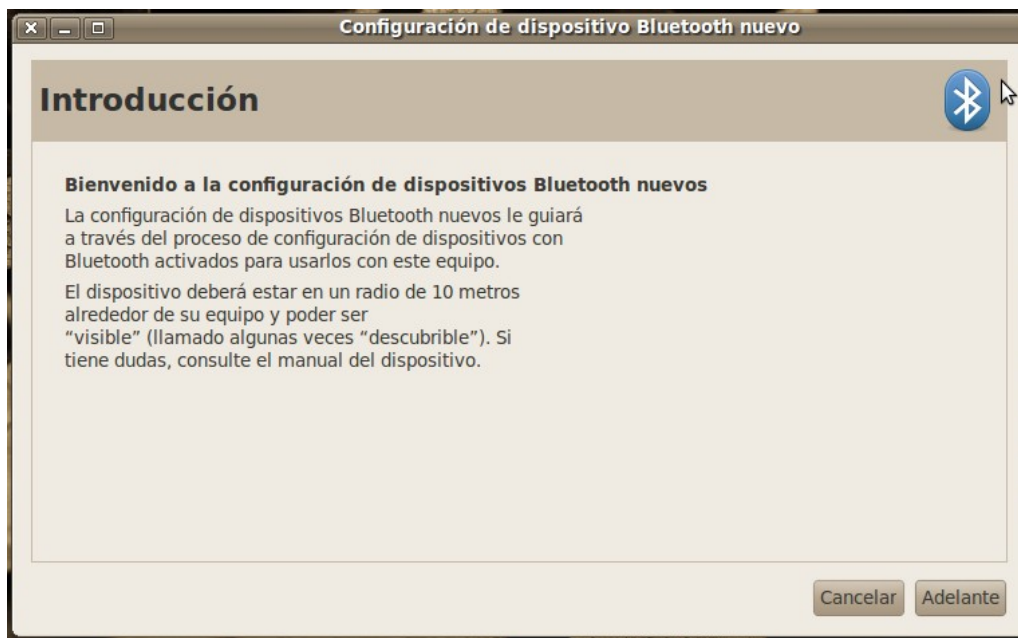 Configuración de dispositivo Bluetooth nuevo
Introducción
Bienvenido a la configuración de dispositivos Bluetooth nuevos
La configuración de dispositivos Bluetooth nuevos le guiará
a través del proceso de configuración de dispositivos con
Bluetooth activados para usarlos con este equipo.
El dispositivo deberá estar en un radio de 10 metros
alrededor de su equipo y poder ser
“visible” (llamado algunas veces “descubrible”). Si
tiene dudas, consulte el manual del dispositivo.
Cancelar Adelante